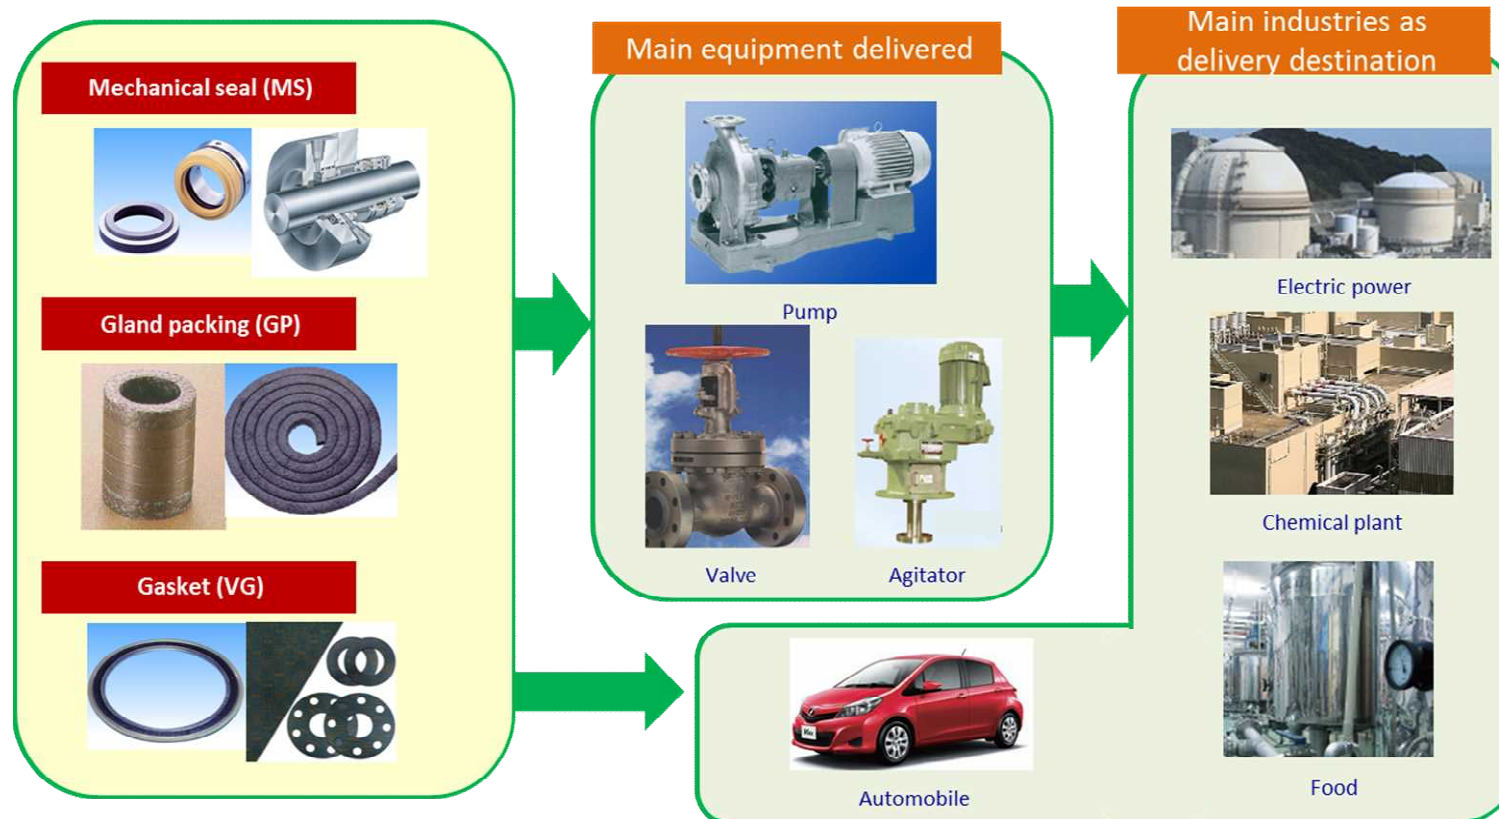 Mechanical seal (MS)
Gland packing (GP)
Gasket (VG)
Main equipment delivered
Pump
Valve
Agitator
Main industries as
delivery destination
Electric power
Chemical plant
Food
Automobile